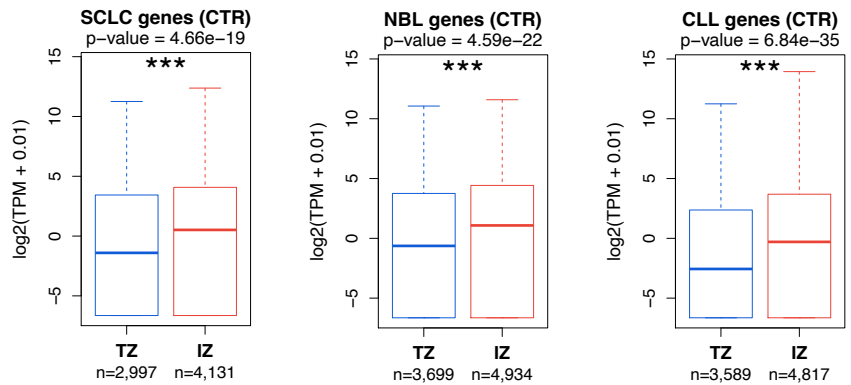 SCLC genes (CTR)
p−value = 4.66e−19
***
log2(TPM + 0.01)
15
10
5
0
−5
TZ
IZ
n=2,997
n=4,131
NBL genes (CTR)
p−value = 4.59e−22
***
log2(TPM + 0.01)
15
10
5
0
−5
TZ
IZ
n=3,699
n=4,934
CLL genes (CTR)
p−value = 6.84e−35
***
log2(TPM + 0.01)
15
10
5
0
−5
TZ
IZ
n=3,589
n=4,817